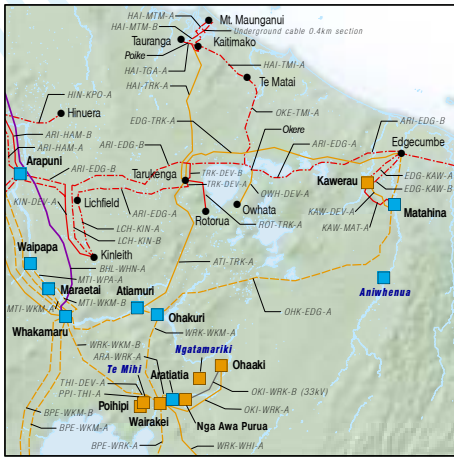 HAI-MTM-A
HAI-MTM-B
Mt. Maunganui
Underground cable 0.4km section
Tauranga
Kaitimako
Poike
HAI-TMI-A
HAI-TGA-A
Te Matai
HAI-TRK-A
HIN-KPO-A
OKE-TMI-A
Hinuera
EDG-TRK-A
ARI-EDG-B
ARI-HAM-B
ARI-EDG-B
Okere
ARI-HAM-A
ARI-EDG-A
Edgecumbe
Arapuni
ARI-EDG-B
Tarukenga
TRK-DEV-B
Kawerau
EDG-KAW-A
TRK-DEV-A
EDG-KAW-B
KIN-DEV-A
OWH-DEV-A
Lichfield
Owhata
KAW-DEV-A
Matahina
ARI-EDG-A
Rotorua
ROT-TRK-A
KAW-MAT-A
LCH-KIN-A
LCH-KIN-B
Waipapa
Kinleith
ATI-TRK-A
BHL-WHN-A
MTI-WPA-A
Maraetai
Atiamuri
Aniwhenua
MTI-WKM-A
MTI-WKM-B
Ohakuri
OHK-EDG-A
Whakamaru
WRK-WKM-A
WRK-WKM-B
Ngatamariki
ARA-WRK-A
Te Mihi
Ohaaki
Aratiatia
THI-DEV-A
OKI-WRK-B (33kV)
PPI-THI-A
OKI-WRK-A
Poihipi
BPE-WKM-B
Wairakei
Nga Awa Purua
BPE-WKM-A
BPE-WRK-A
WRK-WHI-A